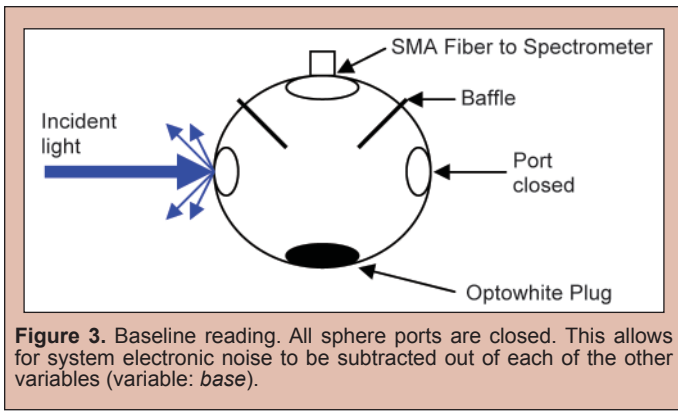 SMA Fiber to Spectrometer
Baffle
Incident
light
Port
closed
Optowhite Plug
Figure 3. Baseline reading. All sphere ports are closed. This allows
for system electronic noise to be subtracted out of each of the other
variables (variable: base).